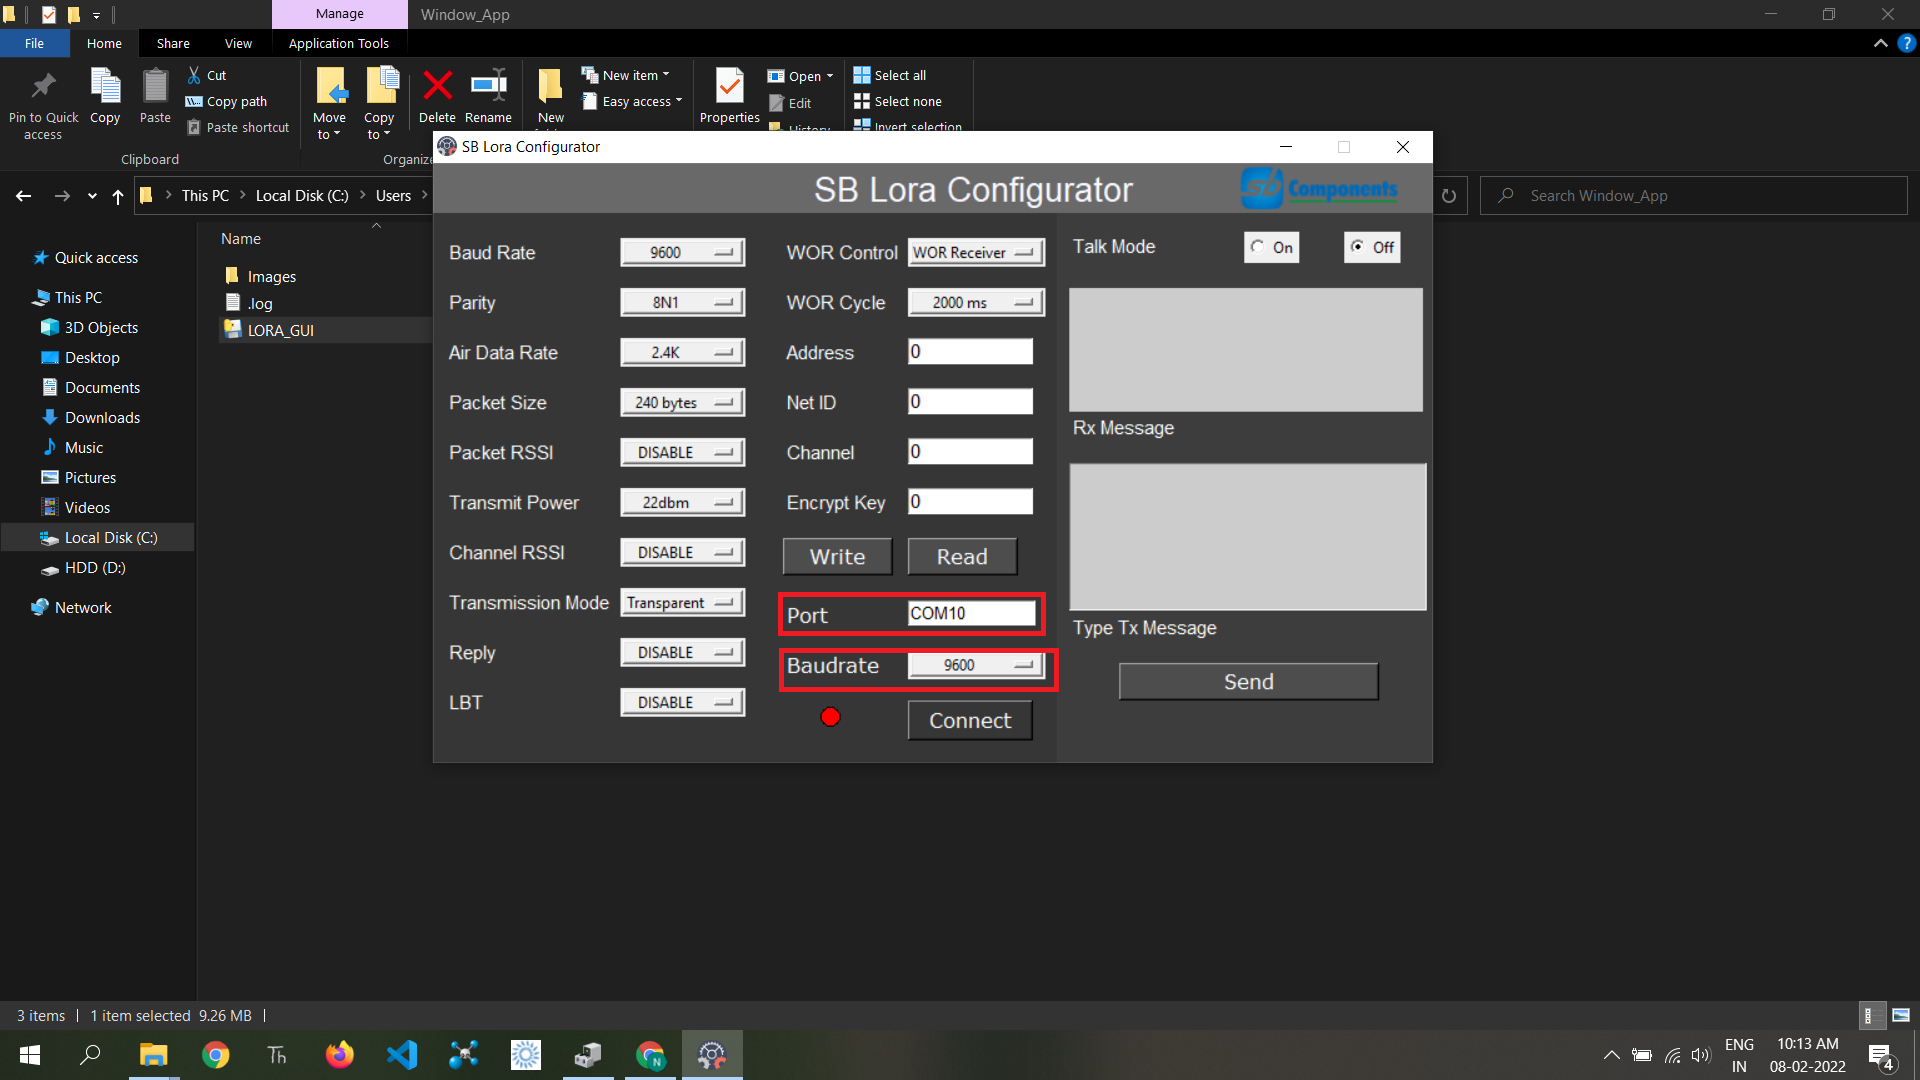 Manage
Window_App
File
Home
Share
View
Application Tools
Pin to Quick access
Copy
Paste
Cut
Copy path
Paste shortcut
Clipboard
Move to
Copy to
Delete
Rename
Organize
New
New item
Easy access
Properties
Open
Edit
History
Select all
Select none
Invert selection
This PC
Local Disk (C:)
Users
Search Window_App
Quick access
This PC
3D Objects
Desktop
Documents
Downloads
Music
Pictures
Videos
Local Disk (C:)
HDD (D:)
Network
Name
Images
.log
LORA_GUI
SB Lora Configurator
SB Lora Configurator
sb Components
Baud Rate 9600
Parity 8N1
Air Data Rate 2.4K
Packet Size 240 bytes
Packet RSSI DISABLE
Transmit Power 22dbm
Channel RSSI DISABLE
Transmission Mode Transparent
Reply DISABLE
LBT DISABLE
WOR Control WOR Receiver
WOR Cycle 2000 ms
Address 0
Net ID 0
Channel 0
Encrypt Key 0
Write Read
Port COM10
Baudrate 9600
Connect
Talk Mode On Off
Rx Message
Type Tx Message
Send
3 items 1 item selected 9.26 MB
Th
N
ENG
IN
10:13 AM
08-02-2022
4